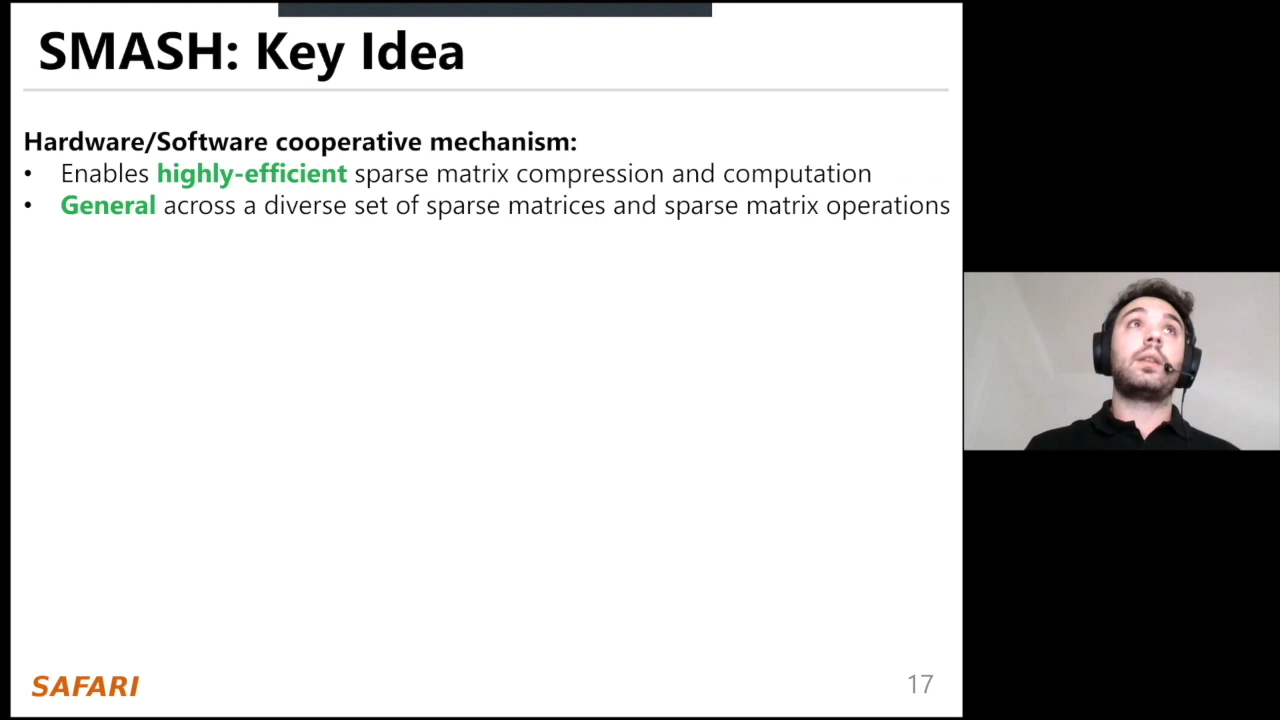 SMASH: Key Idea
Hardware/Software cooperative mechanism:
• Enables highly-efficient sparse matrix compression and computation
• General across a diverse set of sparse matrices and sparse matrix operations
SAFARI
17